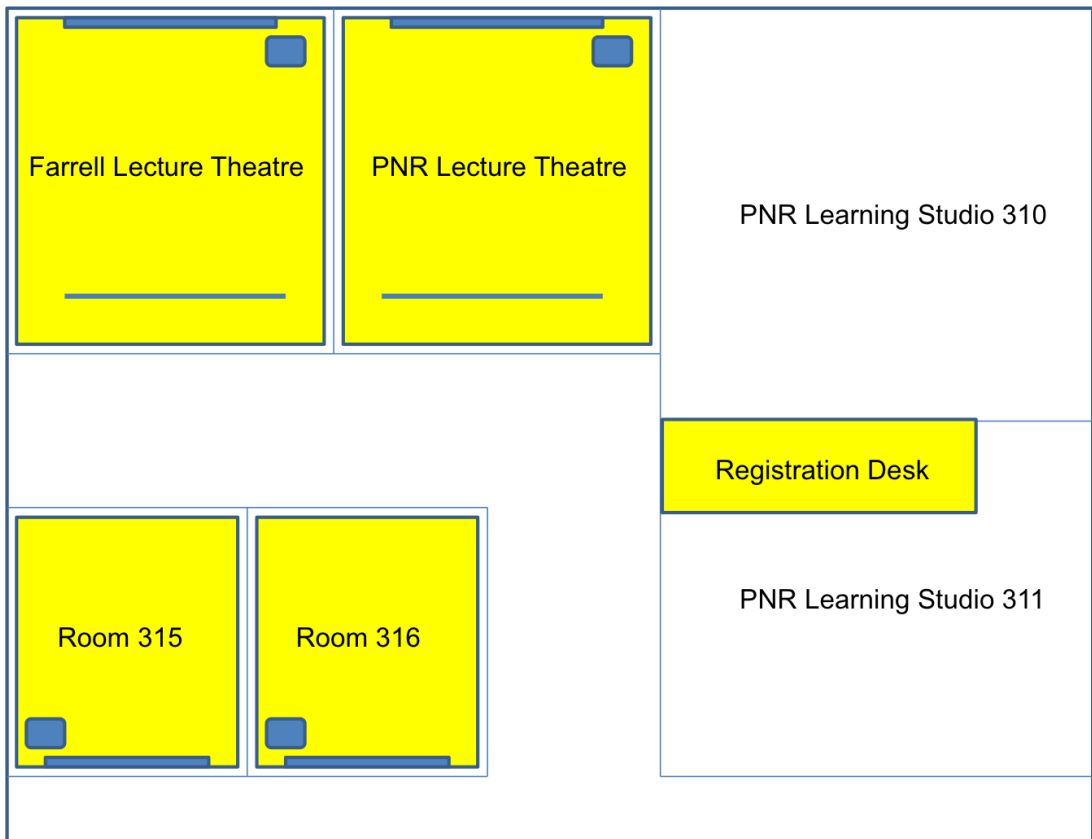 Farrell Lecture Theatre
PNR Lecture Theatre
PNR Learning Studio 310
Registration Desk
PNR Learning Studio 311
Room 315
Room 316